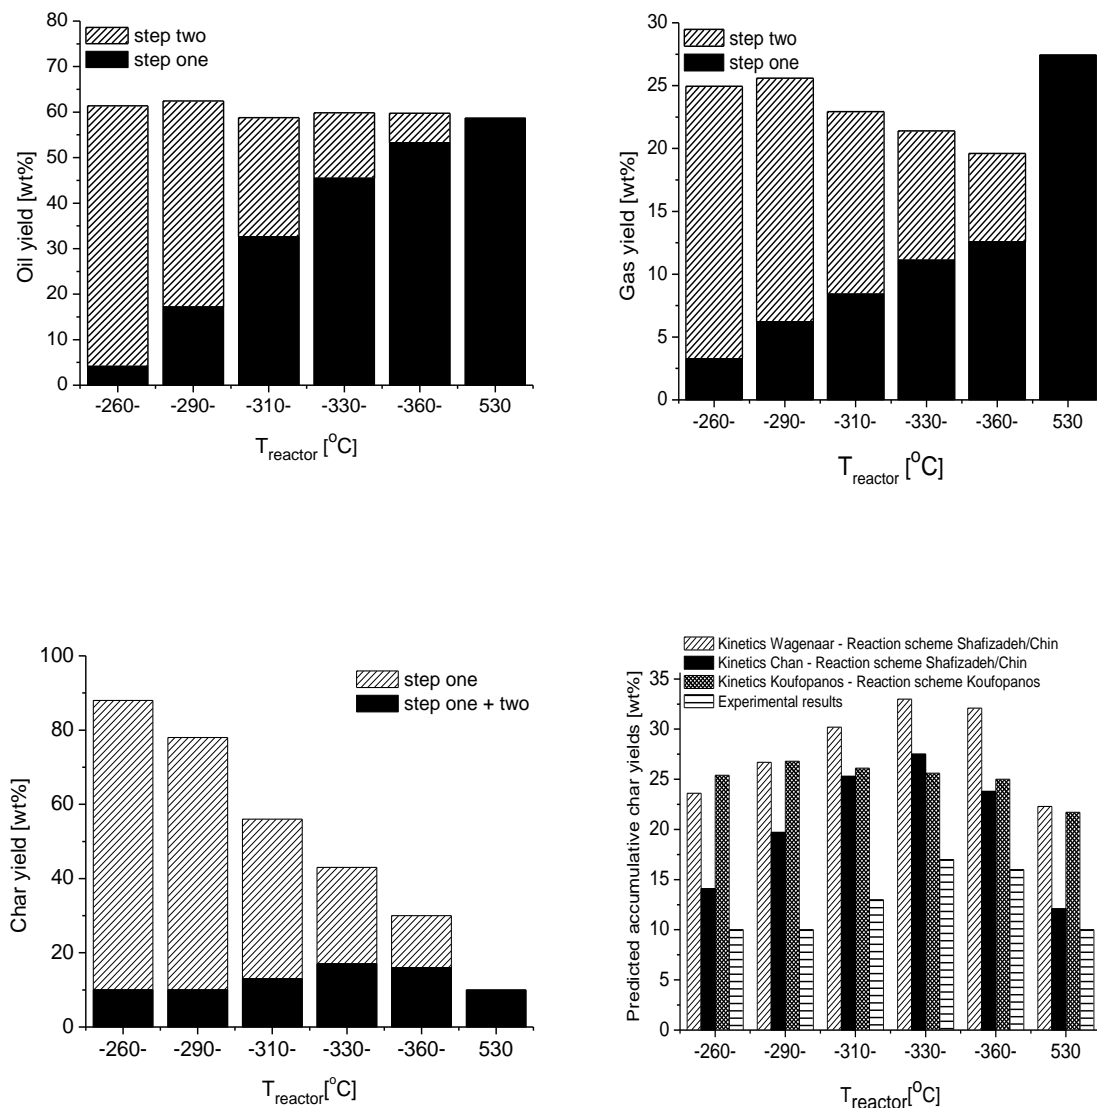 80
70
60
50
40
30
20
10
0
Oil yield [wt%]
step two
step one
-260- -290- -310- -330- -360- 530
T_reactor [°C]
30
25
20
15
10
5
0
Gas yield [wt%]
step two
step one
-260- -290- -310- -330- -360- 530
T_reactor [°C]
100
80
60
40
20
0
Char yield [wt%]
step one
step one + two
-260- -290- -310- -330- -360- 530
T_reactor[°C]
Kinetics Wagenaar - Reaction scheme Shafizadeh/Chin
Kinetics Chan - Reaction scheme Shafizadeh/Chin
Kinetics Koufopanos - Reaction scheme Koufopanos
Experimental results
35
30
25
20
15
10
5
0
Predicted accumulative char yields [wt%]
-260- -290- -310- -330- -360- 530
T_reactor[°C]